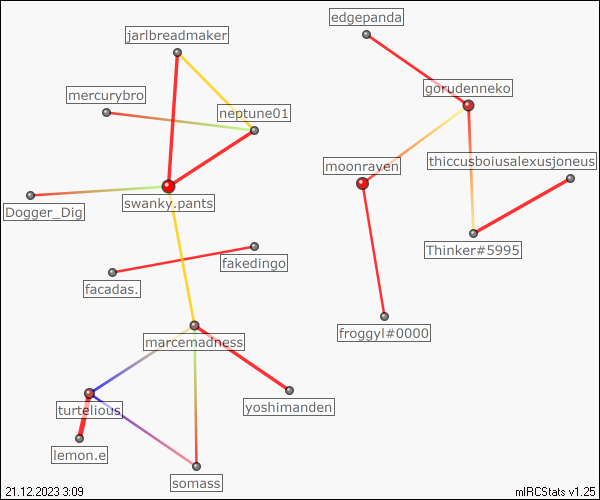 jarlbreadmaker
edgepanda
mercurybro
gorudenneko
neptune01
moonraven
thiccusboiusalexusjoneus
Dogger_Dig
swanky.pants
Thinker#5995
fakedingo
facadas.
froggyl#0000
marcemadness
turtelious
yoshimanden
lemon.e
somass
21.12.2023 3:09
mIRCStats v1.25